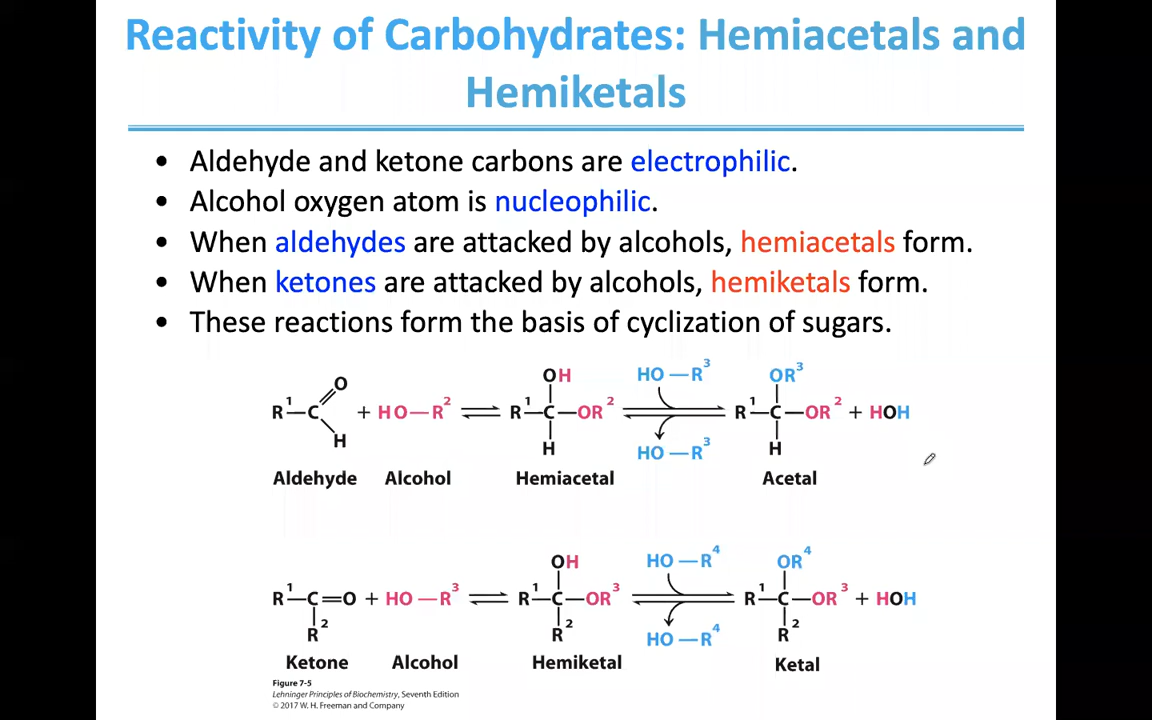 Reactivity of Carbohydrates: Hemiacetals and
Hemiketals
• Aldehyde and ketone carbons are electrophilic.
• Alcohol oxygen atom is nucleophilic.
• When aldehydes are attacked by alcohols, hemiacetals form.
• When ketones are attacked by alcohols, hemiketals form.
• These reactions form the basis of cyclization of sugars.
OH HO—R³ OR³
O
R¹—C + HO—R² R¹—C—OR² R¹—C—OR² + HOH
H H HO—R³ H
Aldehyde Alcohol Hemiacetal Acetal
OH HO—R⁴ OR⁴
R¹—C=O + HO—R³ R¹—C—OR³ R¹—C—OR³ + HOH
R² R² HO—R⁴ R²
Ketone Alcohol Hemiketal Ketal
Figure 7-5
Lehninger Principles of Biochemistry, Seventh Edition
© 2017 W. H. Freeman and Company